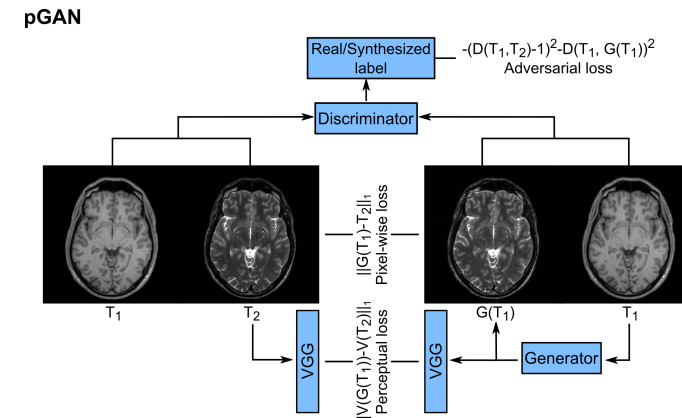 pGAN
Real/Synthesized
label
-(D(T₁,T₂)-1)²-D(T₁, G(T₁))²
Adversarial loss
Discriminator
||G(T₁)-T₂||₁
Pixel-wise loss
T₁
T₂
G(T₁)
T₁
VGG
||V(G(T₁))-V(T₂)||₁
Perceptual loss
VGG
Generator